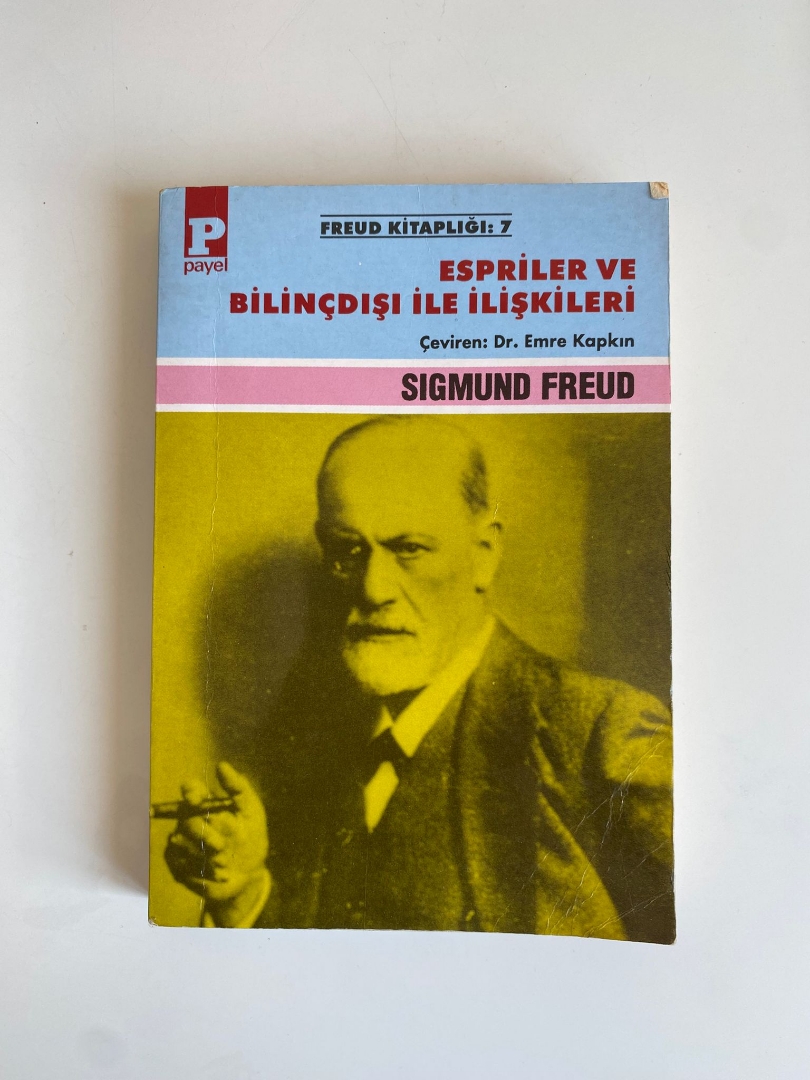 P
payel
FREUD KİTAPLIĞI: 7
ESPRİLER VE
BİLİNÇDIŞI İLE İLİŞKİLERİ
Çeviren: Dr. Emre Kapkın
SIGMUND FREUD